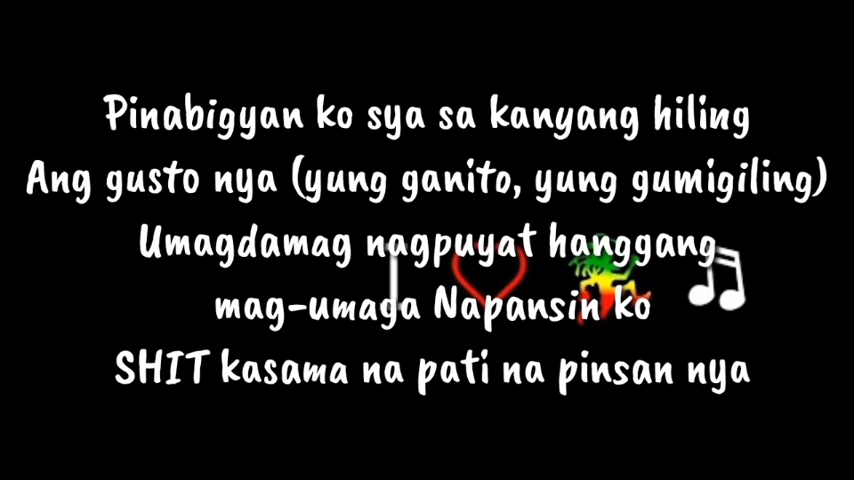 Pinabigyan ko sya sa kanyang hiling
Ang gusto nya (yung ganito, yung gumigiling)
Umagdamag nagpuyat hanggang
mag-umaga Napansin ko
SHIT kasama na pati na pinsan nya
I